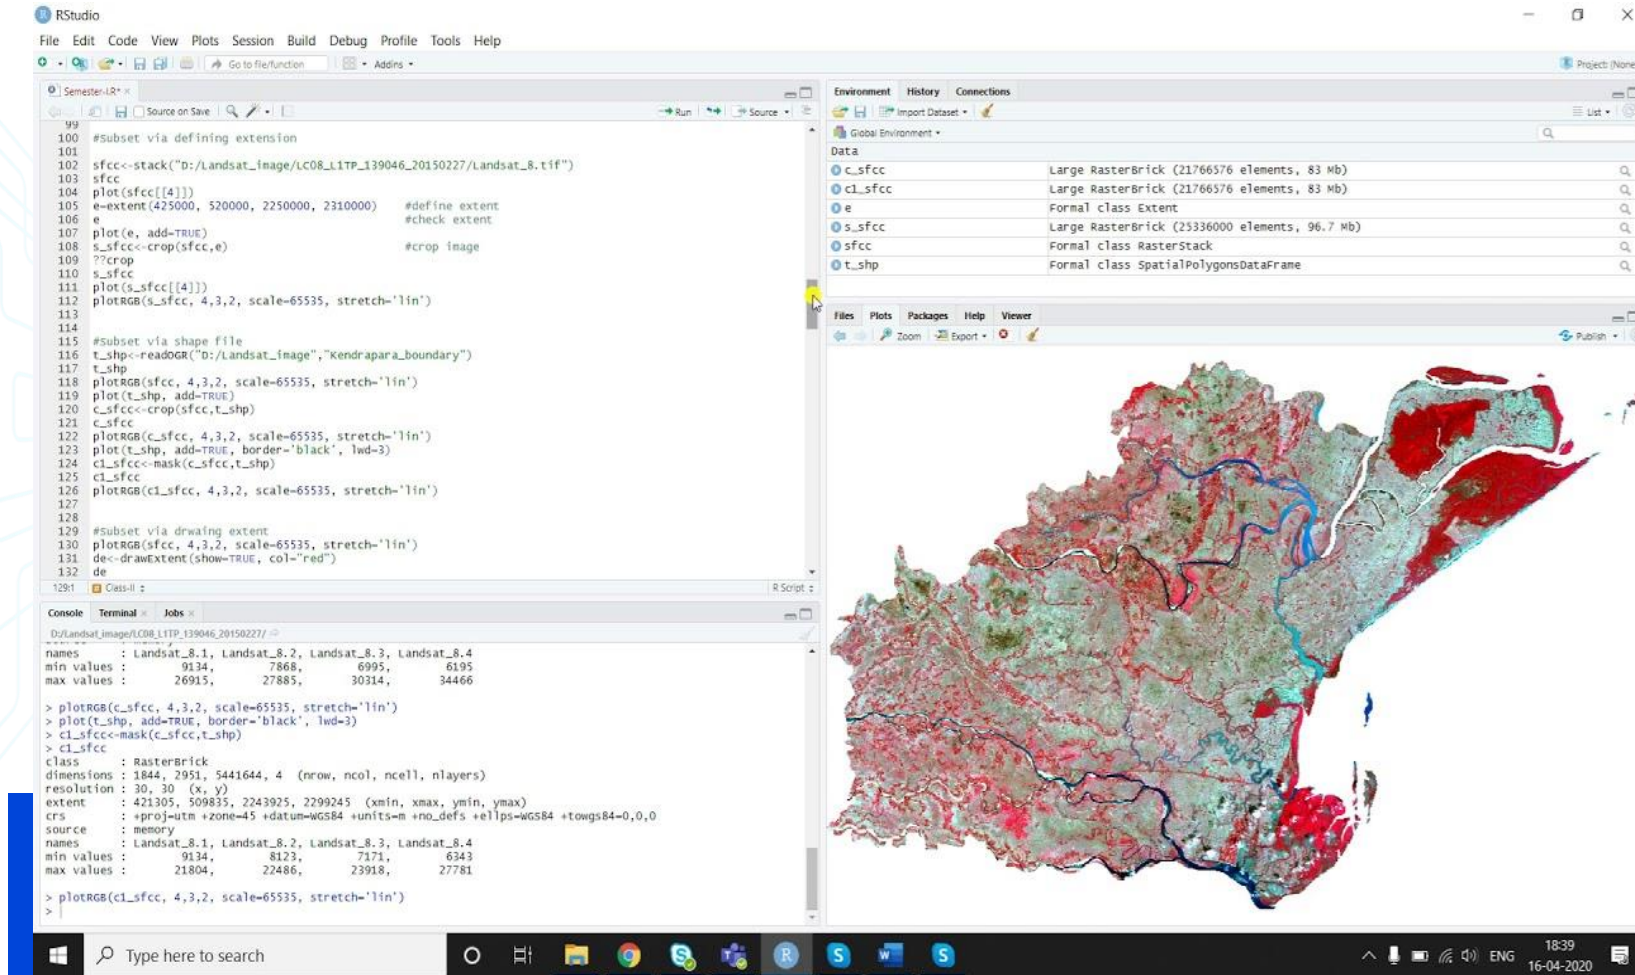 RStudio
File Edit Code View Plots Session Build Debug Profile Tools Help
Go to file/function Addins Project: (None
Semester-I.R*
Source on Save Run Source
99
100 #Subset via defining extension
101
102 sfcc<-stack("D:/Landsat_image/LC08_L1TP_139046_20150227/Landsat_8.tif")
103 sfcc
104 plot(sfcc[[4]])
105 e=extent(425000, 520000, 2250000, 2310000) #define extent
106 e #check extent
107 plot(e, add=TRUE)
108 s_sfcc<-crop(sfcc,e) #crop image
109 ??crop
110 s_sfcc
111 plot(s_sfcc[[4]])
112 plotRGB(s_sfcc, 4,3,2, scale=65535, stretch='lin')
113
114
115 #Subset via shape file
116 t_shp<-readOGR("D:/Landsat_image","Kendrapara_boundary")
117 t_shp
118 plotRGB(sfcc, 4,3,2, scale=65535, stretch='lin')
119 plot(t_shp, add=TRUE)
120 c_sfcc<-crop(sfcc,t_shp)
121 c_sfcc
122 plotRGB(c_sfcc, 4,3,2, scale=65535, stretch='lin')
123 plot(t_shp, add=TRUE, border='black', lwd=3)
124 c1_sfcc<-mask(c_sfcc,t_shp)
125 c1_sfcc
126 plotRGB(c1_sfcc, 4,3,2, scale=65535, stretch='lin')
127
128
129 #Subset via drwaing extent
130 plotRGB(sfcc, 4,3,2, scale=65535, stretch='lin')
131 de<-drawExtent(show=TRUE, col="red")
132 de
129:1 Class-II R Script
Console Terminal Jobs
D:/Landsat_image/LC08_L1TP_139046_20150227/
names : Landsat_8.1, Landsat_8.2, Landsat_8.3, Landsat_8.4
min values : 9134, 7868, 6995, 6195
max values : 26915, 27885, 30314, 34466
> plotRGB(c_sfcc, 4,3,2, scale=65535, stretch='lin')
> plot(t_shp, add=TRUE, border='black', lwd=3)
> c1_sfcc<-mask(c_sfcc,t_shp)
> c1_sfcc
class : RasterBrick
dimensions : 1844, 2951, 5441644, 4 (nrow, ncol, ncell, nlayers)
resolution : 30, 30 (x, y)
extent : 421305, 509835, 2243925, 2299245 (xmin, xmax, ymin, ymax)
crs : +proj=utm +zone=45 +datum=WGS84 +units=m +no_defs +ellps=WGS84 +towgs84=0,0,0
source : memory
names : Landsat_8.1, Landsat_8.2, Landsat_8.3, Landsat_8.4
min values : 9134, 8123, 7171, 6343
max values : 21804, 22486, 23918, 27781
> plotRGB(c1_sfcc, 4,3,2, scale=65535, stretch='lin')
>
Environment History Connections
Import Dataset List
Global Environment
Data
c_sfcc Large RasterBrick (21766576 elements, 83 Mb)
c1_sfcc Large RasterBrick (21766576 elements, 83 Mb)
e Formal class Extent
s_sfcc Large RasterBrick (25336000 elements, 96.7 Mb)
sfcc Formal class RasterStack
t_shp Formal class SpatialPolygonsDataFrame
Files Plots Packages Help Viewer
Zoom Export Publish
Type here to search
ENG
18:39
16-04-2020